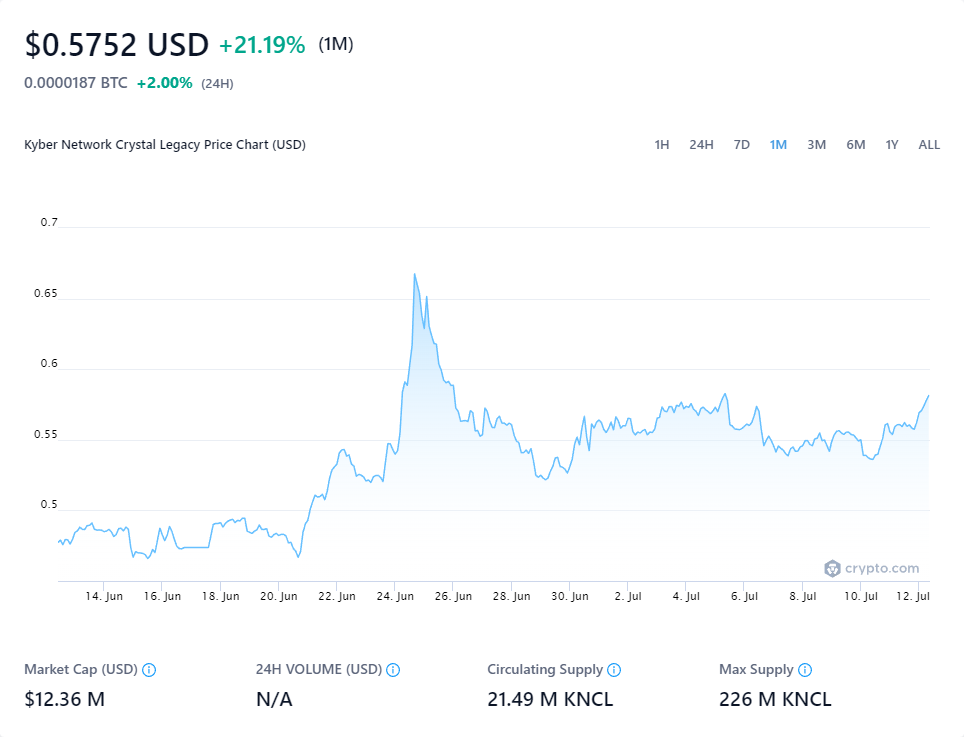 $0.5752 USD +21.19% (1M)
0.0000187 BTC +2.00% (24H)
Kyber Network Crystal Legacy Price Chart (USD) 1H 24H 7D 1M 3M 6M 1Y ALL
0.7
0.65
0.6
0.55
0.5
crypto.com
14. Jun 16. Jun 18. Jun 20. Jun 22. Jun 24. Jun 26. Jun 28. Jun 30. Jun 2. Jul 4. Jul 6. Jul 8. Jul 10. Jul 12. Jul
Market Cap (USD) 24H VOLUME (USD) Circulating Supply Max Supply
$12.36 M N/A 21.49 M KNCL 226 M KNCL